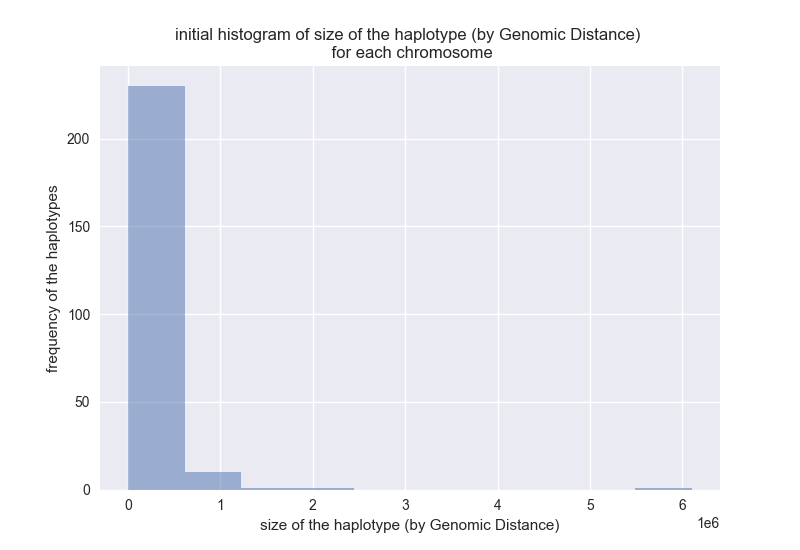 initial histogram of size of the haplotype (by Genomic Distance)
for each chromosome
frequency of the haplotypes
200
150
100
50
0
0 1 2 3 4 5 6
1e6
size of the haplotype (by Genomic Distance)